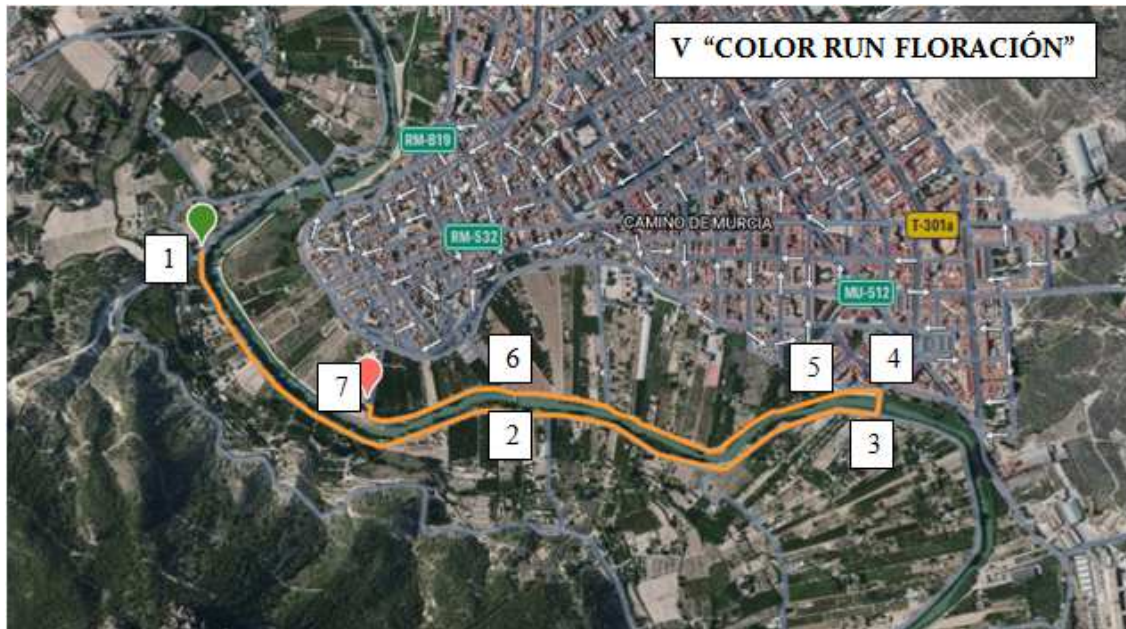 V “COLOR RUN FLORACIÓN”
RM-B19
CAMINO DE MURCIA
T-301a
RM-532
1
MU-512
7
6
5
4
2
3